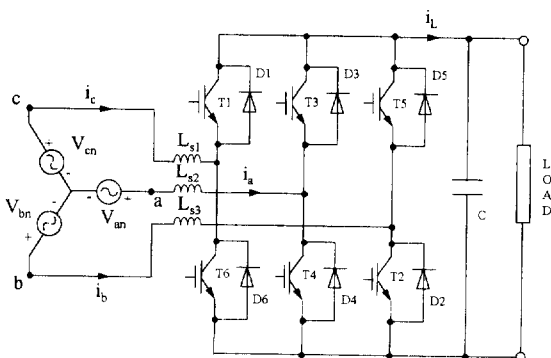 i_L
D1
D3
D5
T1
T3
T5
c
i_c
L_s1
V_cn
L_s2
i_a
V_bn
V_an
a
L_s3
C
LOAD
b
i_b
T6
D6
T4
D4
T2
D2
+
-
-
-
+
+